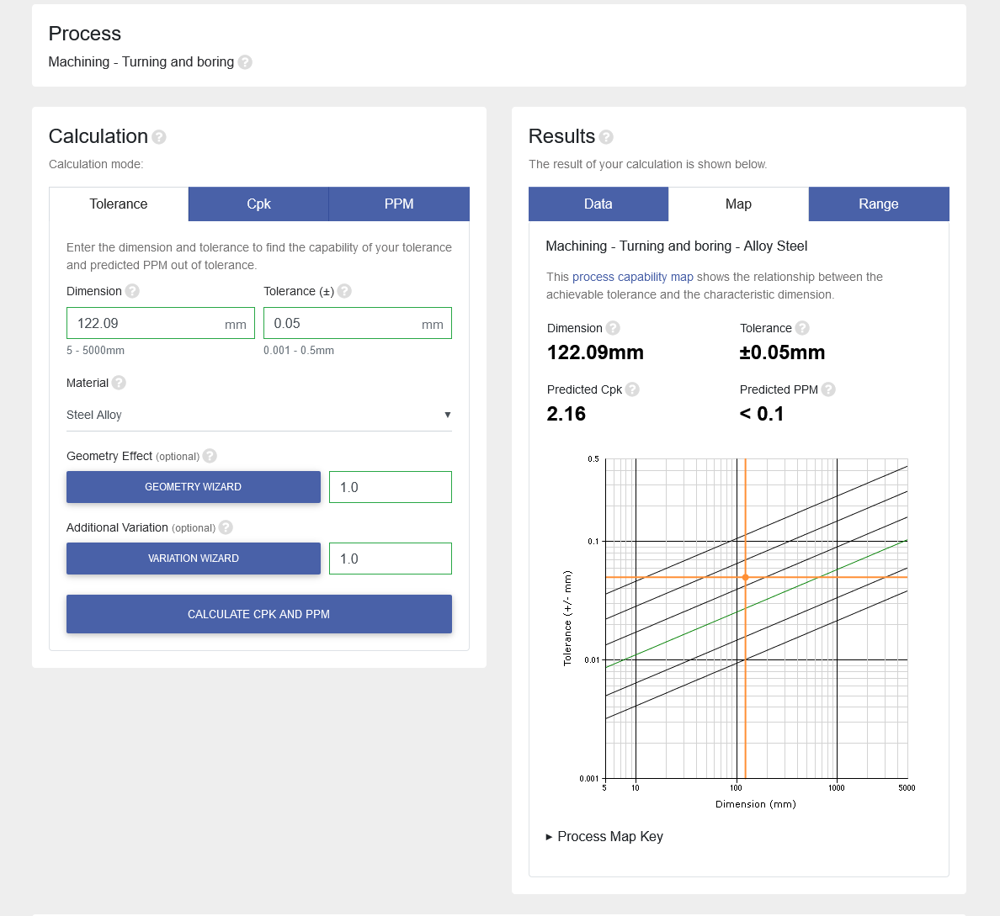 Process
Machining - Turning and boring ?
Calculation ?
Calculation mode:
Tolerance
Cpk
PPM
Enter the dimension and tolerance to find the capability of your tolerance
and predicted PPM out of tolerance.
Dimension ?
Tolerance (±) ?
122.09 mm
0.05 mm
5 - 5000mm
0.001 - 0.5mm
Material ?
Steel Alloy ▼
Geometry Effect (optional) ?
GEOMETRY WIZARD
1.0
Additional Variation (optional) ?
VARIATION WIZARD
1.0
CALCULATE CPK AND PPM
Results ?
The result of your calculation is shown below.
Data
Map
Range
Machining - Turning and boring - Alloy Steel
This process capability map shows the relationship between the
achievable tolerance and the characteristic dimension.
Dimension ?
Tolerance ?
122.09mm
±0.05mm
Predicted Cpk ?
Predicted PPM ?
2.16
< 0.1
0.5
0.1
0.01
0.001
Tolerance (+/- mm)
5
10
100
1000
5000
Dimension (mm)
► Process Map Key